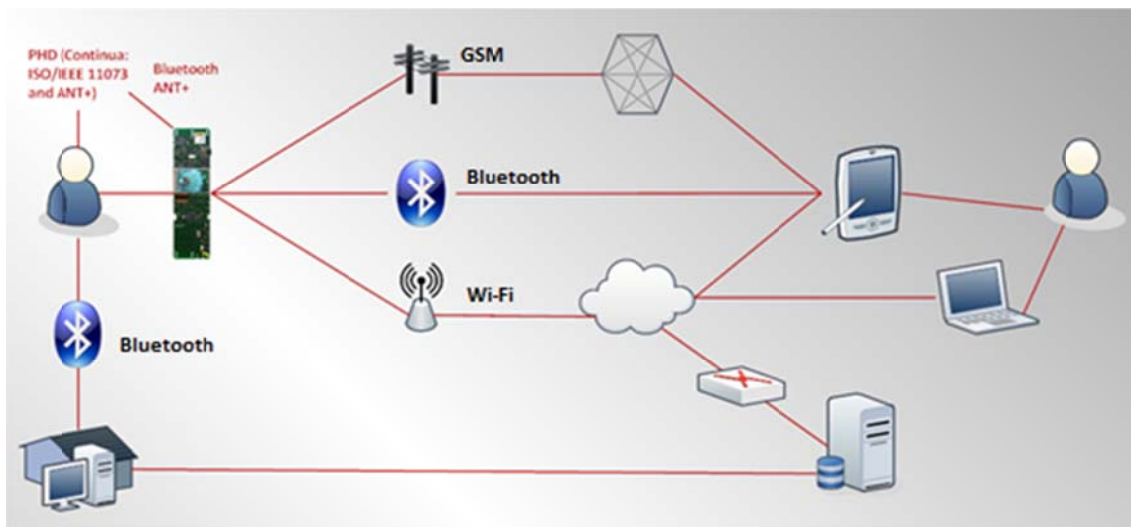 PHD (Continua:
ISO/IEEE 11073
and ANT+)
Bluetooth
ANT+
GSM
Bluetooth
Wi-Fi
Bluetooth